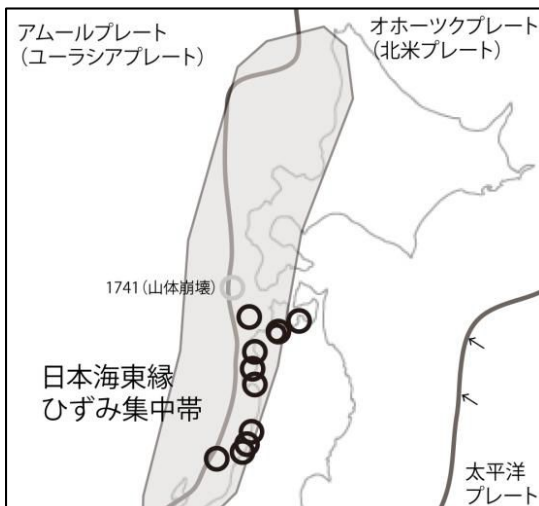 アムールプレート
（ユーラシアプレート）
オホーツクプレート
（北米プレート）
1741（山体崩壊）
日本海東縁
ひずみ集中帯
太平洋
プレート